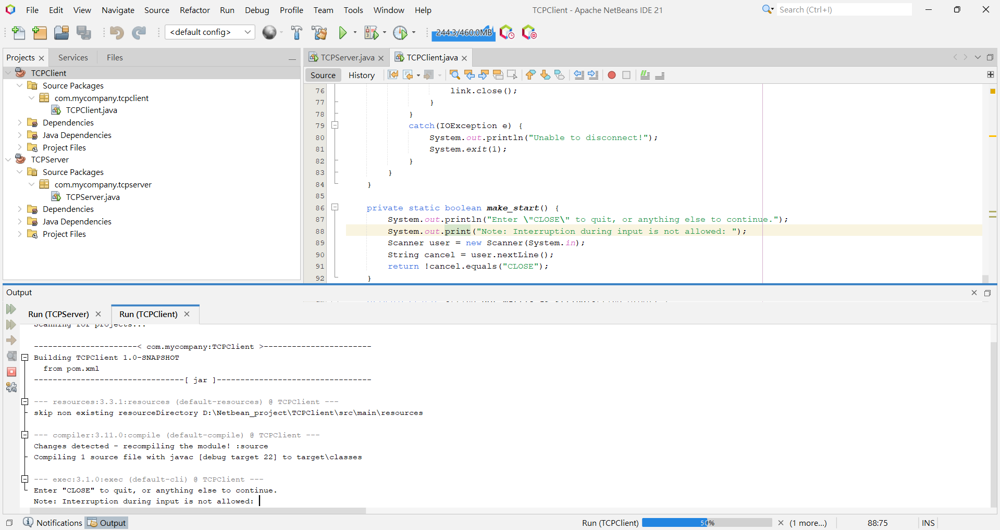 File Edit View Navigate Source Refactor Run Debug Profile Team Tools Window Help
TCPClient - Apache NetBeans IDE 21
Search (Ctrl+I)
<default config>
244.3/460.0MB
Projects
Services
Files
TCPClient
Source Packages
com.mycompany.tcpclient
TCPClient.java
Dependencies
Java Dependencies
Project Files
TCPServer
Source Packages
com.mycompany.tcpserver
TCPServer.java
Dependencies
Java Dependencies
Project Files
TCPServer.java
TCPClient.java
Source
History
76 link.close();
77 }
78 }
79 catch(IOException e) {
80 System.out.println("Unable to disconnect!");
81 System.exit(1);
82 }
83 }
84 }
85
86 private static boolean make_start() {
87 System.out.println("Enter \"CLOSE\" to quit, or anything else to continue.");
88 System.out.print("Note: Interruption during input is not allowed: ");
89 Scanner user = new Scanner(System.in);
90 String cancel = user.nextLine();
91 return !cancel.equals("CLOSE");
92 }
Output
Run (TCPServer)
Run (TCPClient)
Scanning for projects...
----------------------< com.mycompany:TCPClient >-----------------------
Building TCPClient 1.0-SNAPSHOT
from pom.xml
--------------------------------[ jar ]---------------------------------
--- resources:3.3.1:resources (default-resources) @ TCPClient ---
skip non existing resourceDirectory D:\Netbean_project\TCPClient\src\main\resources
--- compiler:3.11.0:compile (default-compile) @ TCPClient ---
Changes detected - recompiling the module! :source
Compiling 1 source file with javac [debug target 22] to target\classes
--- exec:3.1.0:exec (default-cli) @ TCPClient ---
Enter "CLOSE" to quit, or anything else to continue.
Note: Interruption during input is not allowed:
Notifications
Output
Run (TCPClient)
50%
(1 more...)
88:75
INS